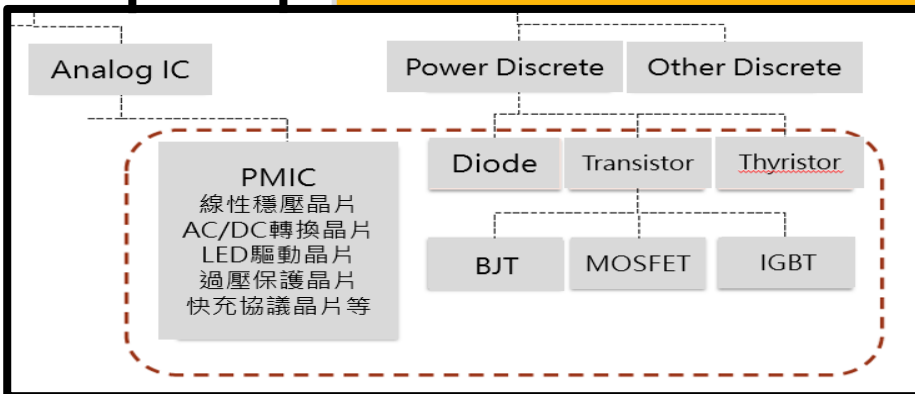 Analog IC
Power Discrete
Other Discrete
PMIC
線性穩壓晶片
AC/DC轉換晶片
LED驅動晶片
過壓保護晶片
快充協議晶片等
Diode
Transistor
Thyristor
BJT
MOSFET
IGBT